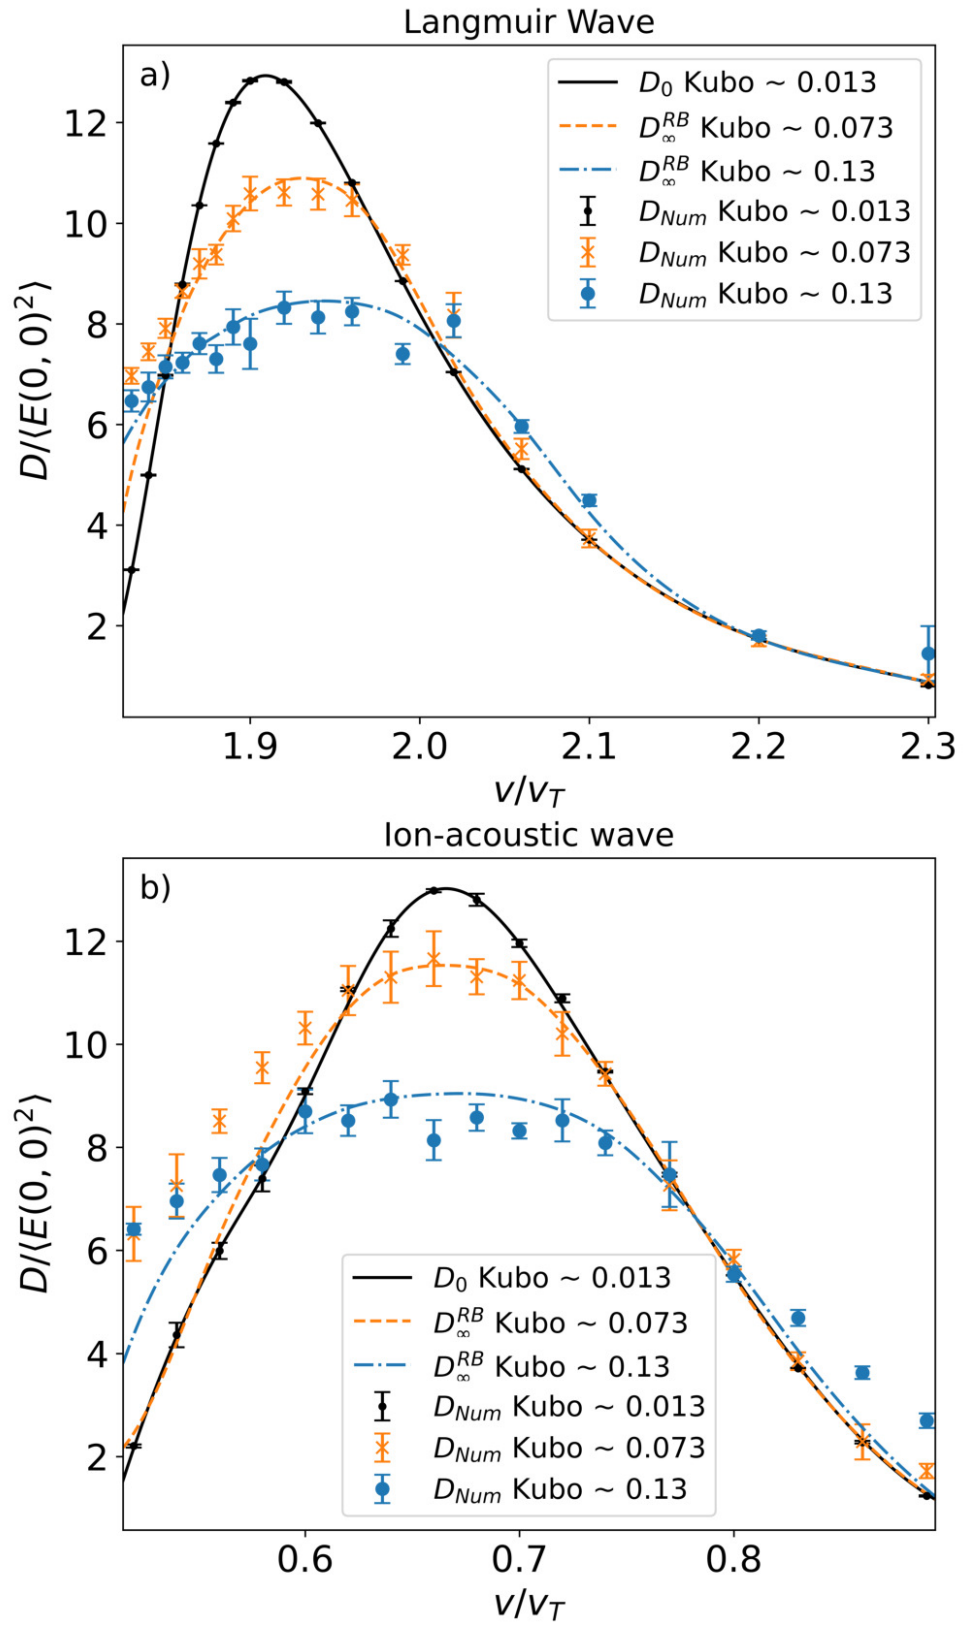 Langmuir Wave
a)
D₀ Kubo ~ 0.013
D∞ᴿᴮ Kubo ~ 0.073
D∞ᴿᴮ Kubo ~ 0.13
D_Num Kubo ~ 0.013
D_Num Kubo ~ 0.073
D_Num Kubo ~ 0.13
12
10
8
6
4
2
D/⟨E(0, 0)²⟩
1.9 2.0 2.1 2.2 2.3
v/v_T
Ion-acoustic wave
b)
12
10
8
6
4
2
D/⟨E(0, 0)²⟩
D₀ Kubo ~ 0.013
D∞ᴿᴮ Kubo ~ 0.073
D∞ᴿᴮ Kubo ~ 0.13
D_Num Kubo ~ 0.013
D_Num Kubo ~ 0.073
D_Num Kubo ~ 0.13
0.6 0.7 0.8
v/v_T